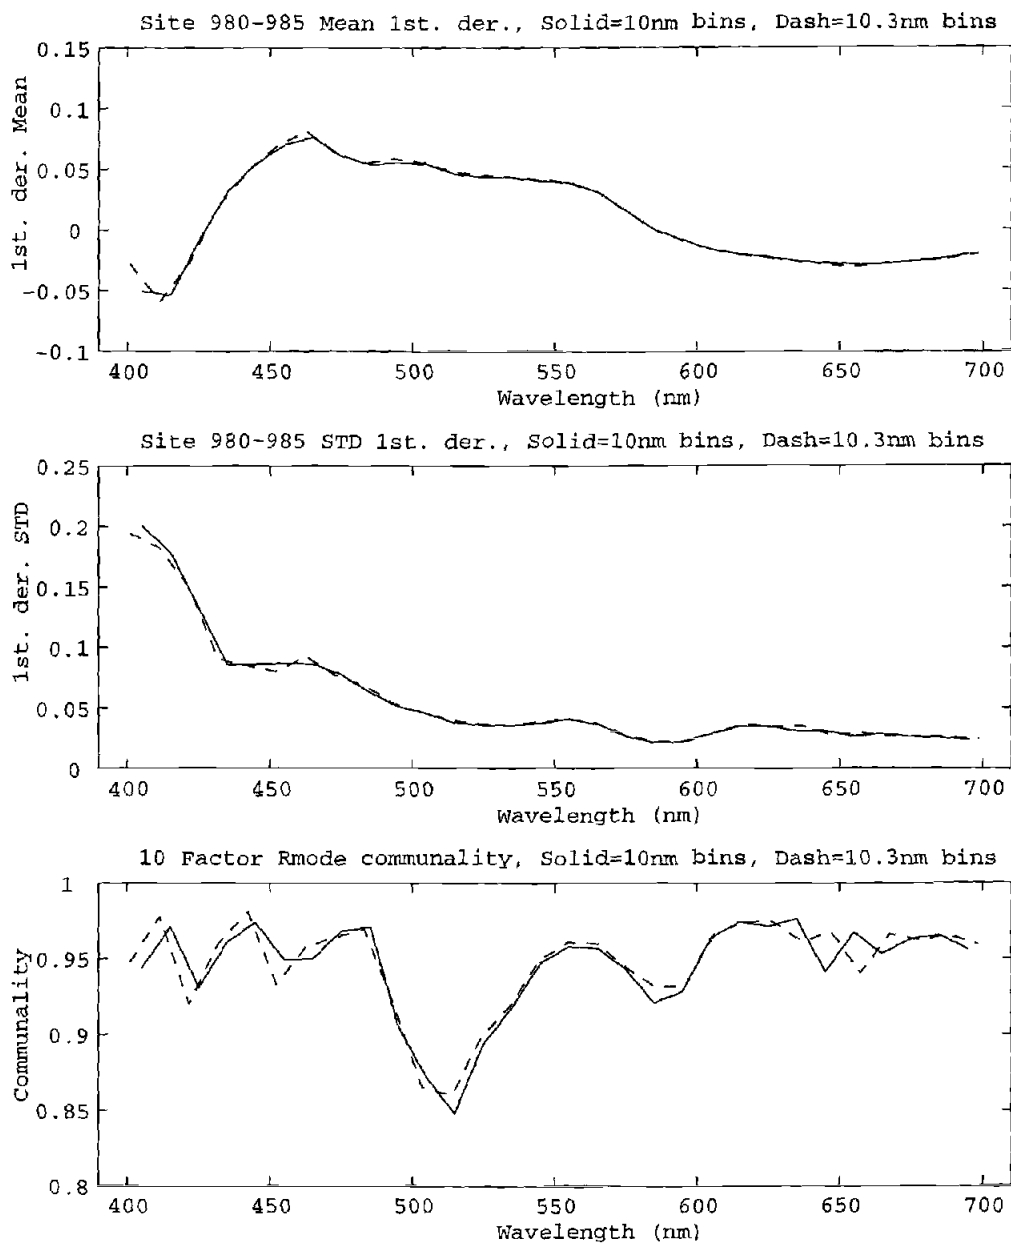 Site 980-985 Mean 1st. der., Solid=10nm bins, Dash=10.3nm bins
0.15
0.1
0.05
0
-0.05
-0.1
1st. der. Mean
400 450 500 550 600 650 700
Wavelength (nm)
Site 980-985 STD 1st. der., Solid=10nm bins, Dash=10.3nm bins
0.25
0.2
0.15
0.1
0.05
0
1st. der. STD
400 450 500 550 600 650 700
Wavelength (nm)
10 Factor Rmode communality, Solid=10nm bins, Dash=10.3nm bins
1
0.95
0.9
0.85
0.8
Communality
400 450 500 550 600 650 700
Wavelength (nm)